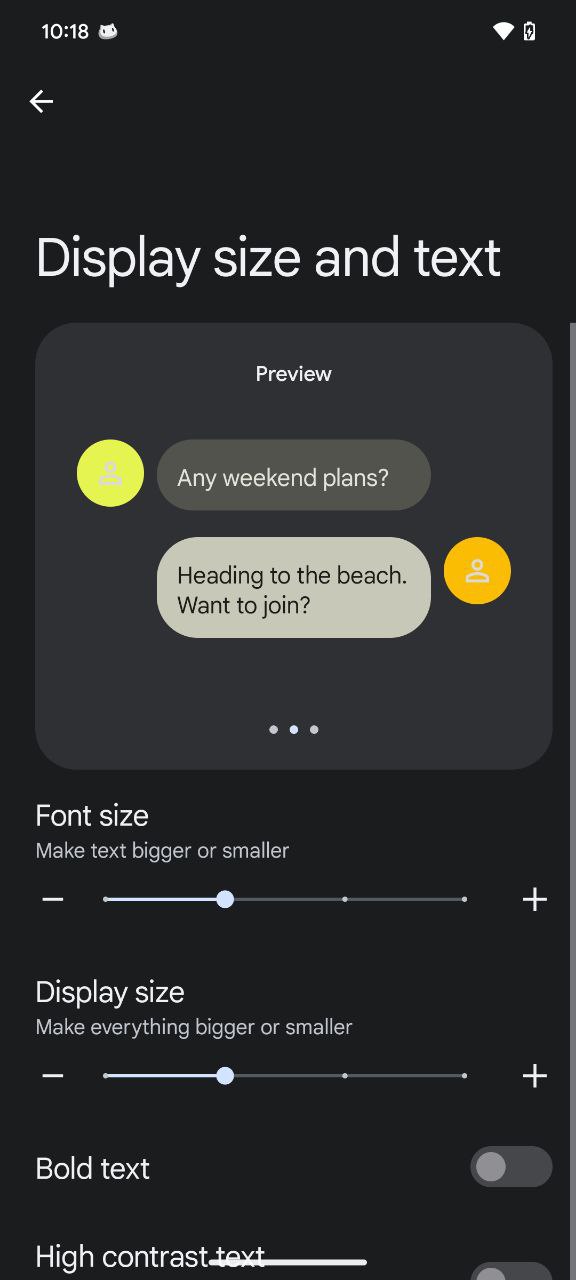 10:18
Display size and text
Preview
Any weekend plans?
Heading to the beach.
Want to join?
Font size
Make text bigger or smaller
Display size
Make everything bigger or smaller
Bold text
High contrast text